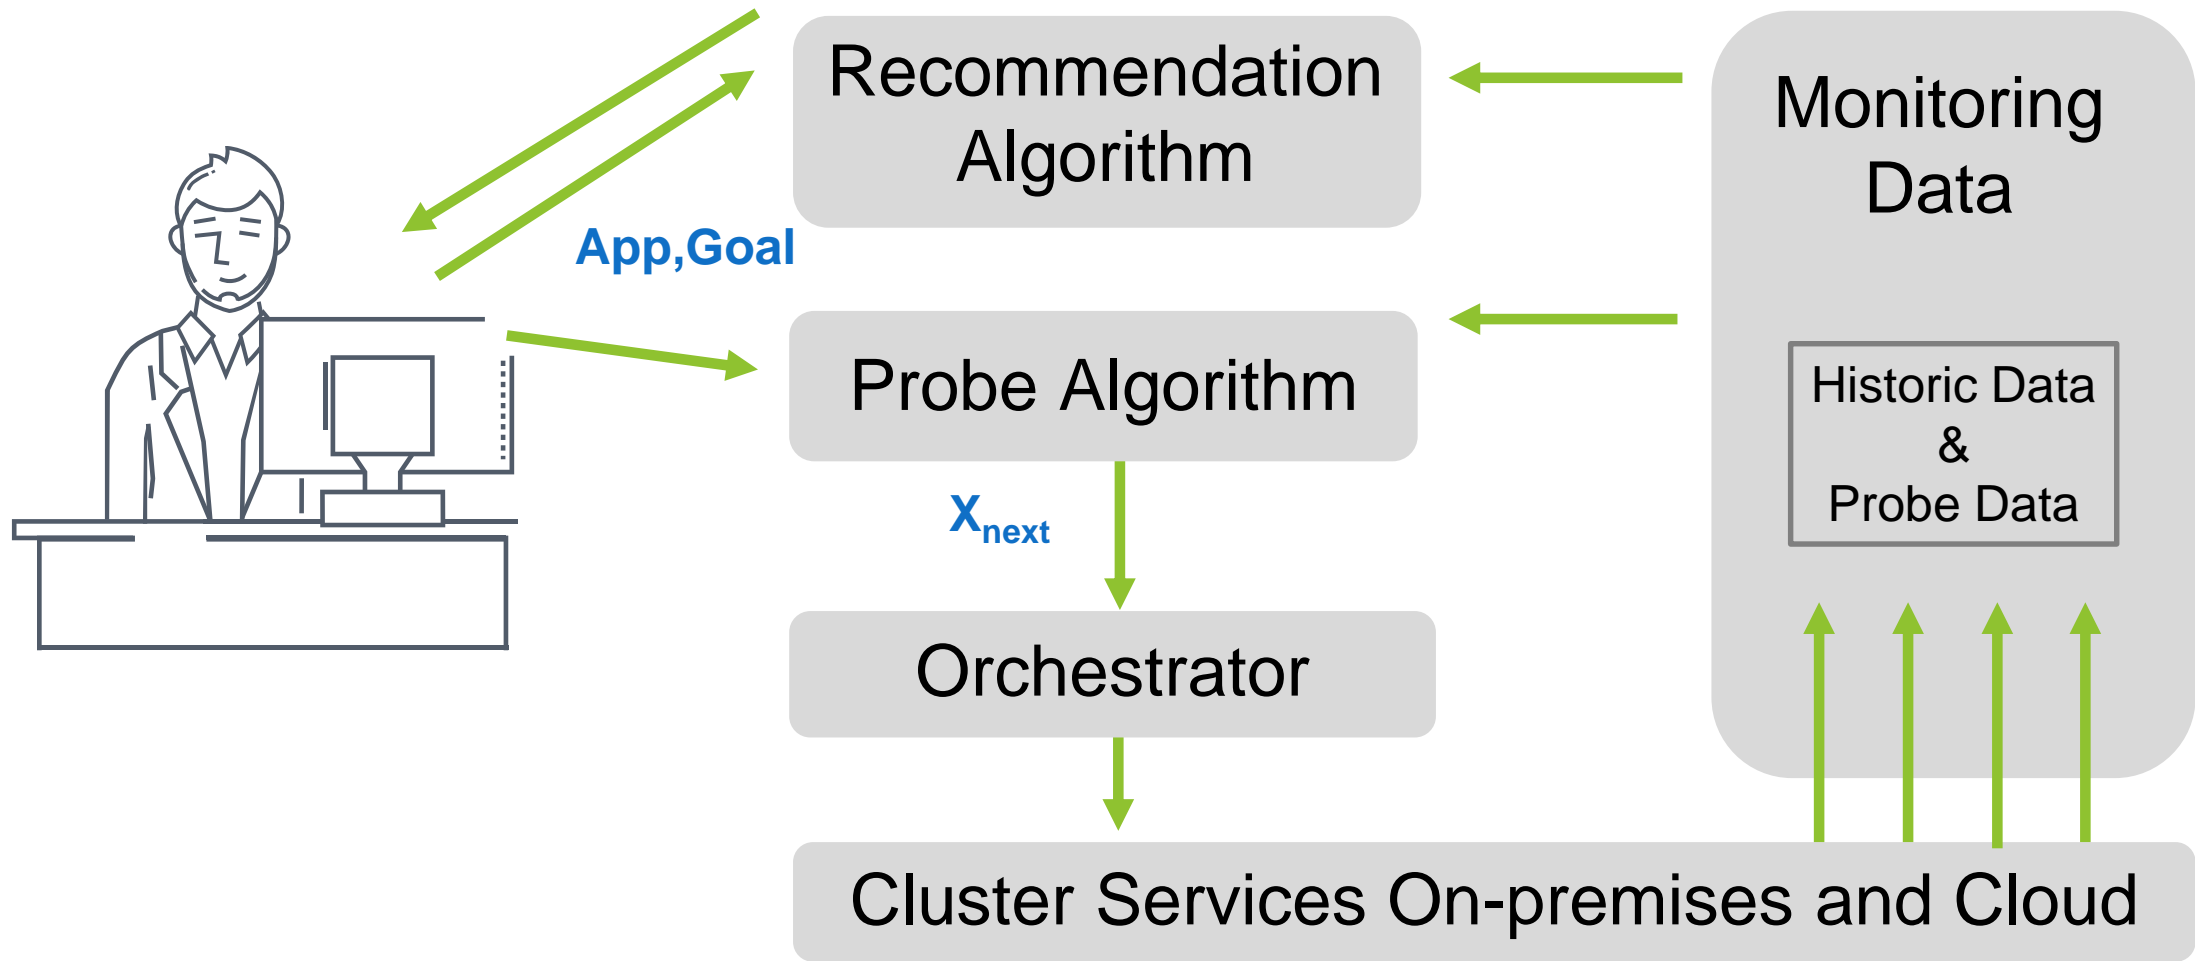 Recommendation
Algorithm
Monitoring
Data
App,Goal
Probe Algorithm
Historic Data
&
Probe Data
Xnext
Orchestrator
Cluster Services On-premises and Cloud